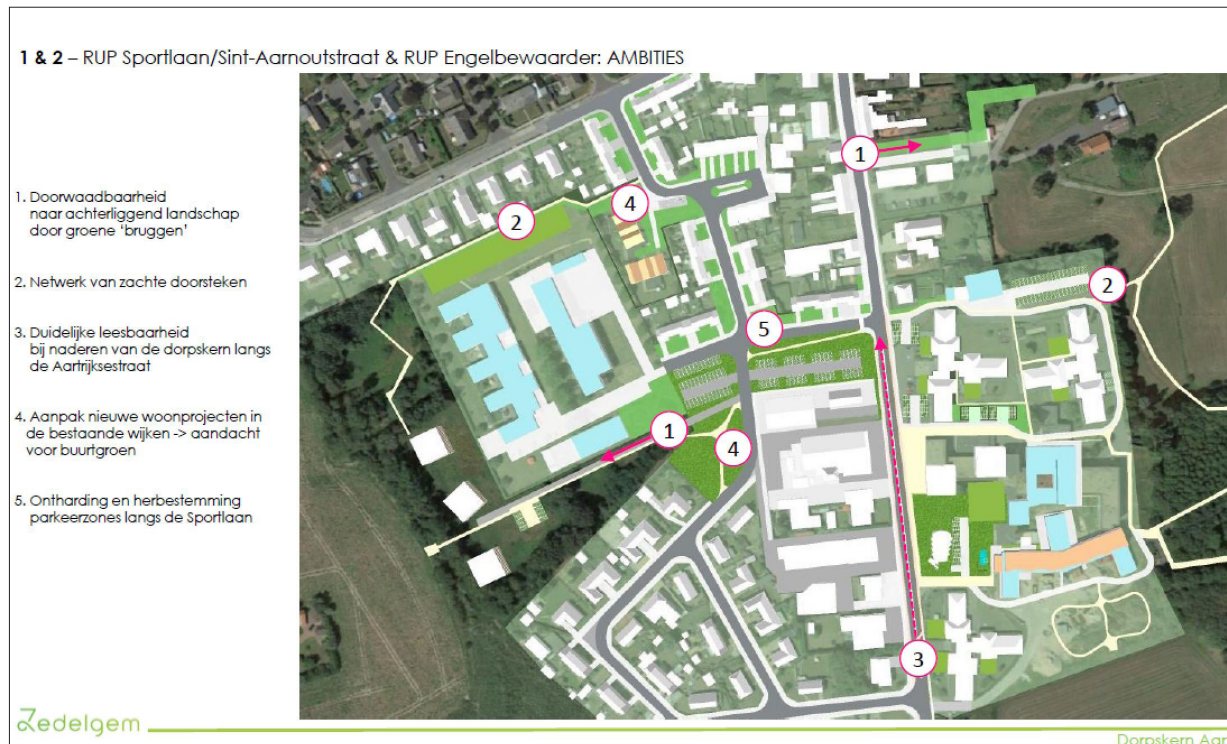 1 & 2 – RUP Sportlaan/Sint-Aarnoutstraat & RUP Engelbewaarder: AMBITIES
1. Doorwaadbaarheid
naar achterliggend landschap
door groene ‘bruggen’
2. Netwerk van zachte doorsteken
3. Duidelijke leesbaarheid
bij naderen van de dorpskern langs
de Aartrijksestraat
4. Aanpak nieuwe woonprojecten in
de bestaande wijken -> aandacht
voor buurtgroen
5. Ontharding en herbestemming
parkeerzones langs de Sportlaan
1
4
2
2
5
1
4
3
Zedelgem
Dorpskern Aar